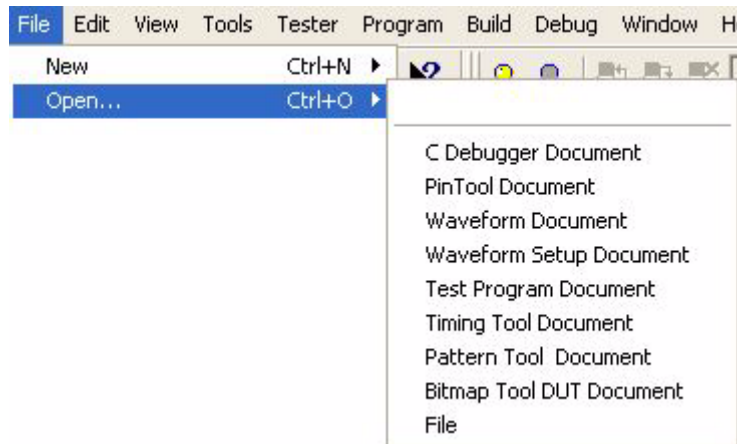 File Edit View Tools Tester Program Build Debug Window
New Ctrl+N
Open... Ctrl+O
C Debugger Document
PinTool Document
Waveform Document
Waveform Setup Document
Test Program Document
Timing Tool Document
Pattern Tool Document
Bitmap Tool DUT Document
File